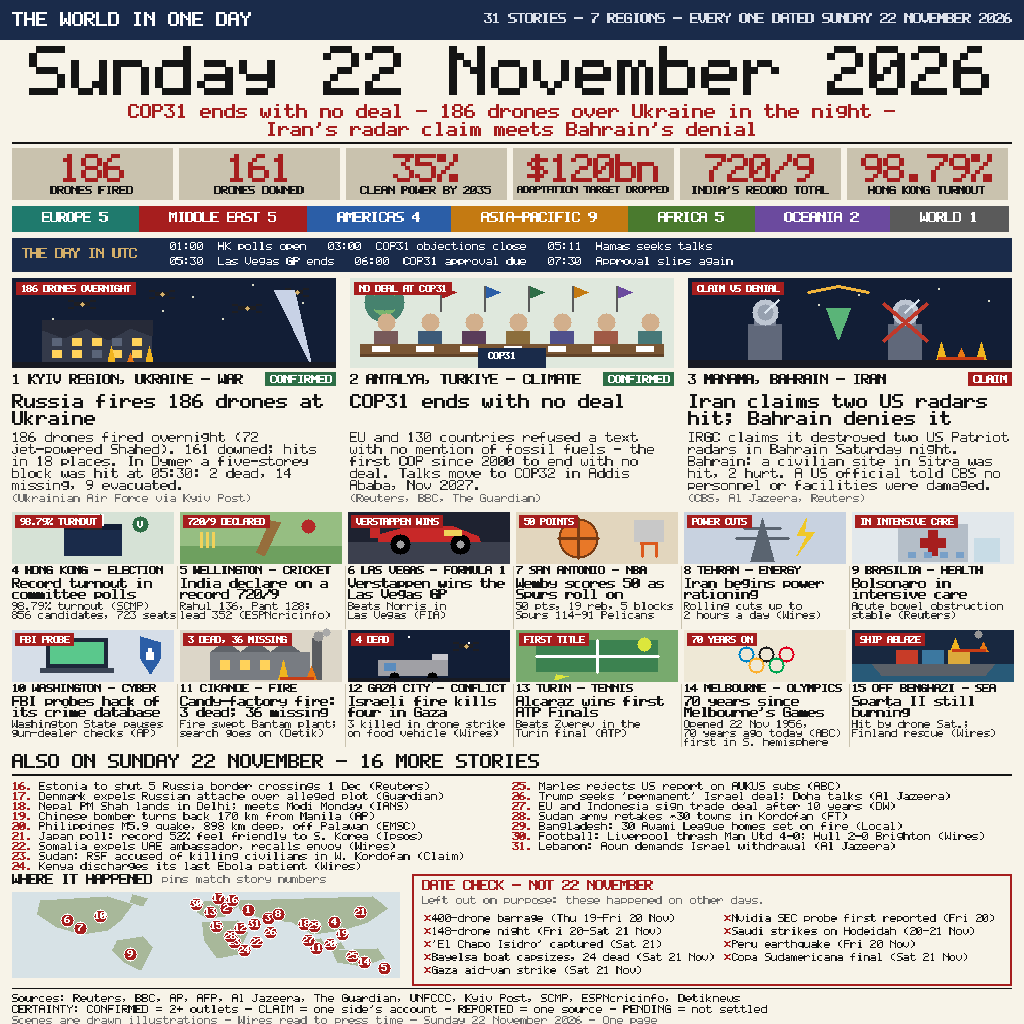 THE WORLD IN ONE DAY
31 STORIES - 7 REGIONS - EVERY ONE DATED SUNDAY 22 NOVEMBER 2026
Sunday 22 November 2026
COP31 ends with no deal - 186 drones over Ukraine in the night -
Iran's radar claim meets Bahrain's denial
186
DRONES FIRED
161
DRONES DOWNED
35%
CLEAN POWER BY 2035
$120bn
ADAPTATION TARGET DROPPED
720/9
INDIA'S RECORD TOTAL
98.79%
HONG KONG TURNOUT
EUROPE 5
MIDDLE EAST 5
AMERICAS 4
ASIA-PACIFIC 9
AFRICA 5
OCEANIA 2
WORLD 1
THE DAY IN UTC
01:00 HK polls open 03:00 COP31 objections close 05:11 Hamas seeks talks
05:30 Las Vegas GP ends 06:00 COP31 approval due 07:30 Approval slips again
186 DRONES OVERNIGHT
1 KYIV REGION, UKRAINE - WAR
CONFIRMED
Russia fires 186 drones at
Ukraine
186 drones fired overnight (72
jet-powered Shahed). 161 downed; hits
in 18 places. In Dymer a five-storey
block was hit at 05:30: 2 dead, 14
missing, 9 evacuated.
(Ukrainian Air Force via Kyiv Post)
NO DEAL AT COP31
COP31
2 ANTALYA, TURKIYE - CLIMATE
CONFIRMED
COP31 ends with no deal
EU and 130 countries refused a text
with no mention of fossil fuels - the
first COP since 2000 to end with no
deal. Talks move to COP32 in Addis
Ababa, Nov 2027.
(Reuters, BBC, The Guardian)
CLAIM VS DENIAL
3 MANAMA, BAHRAIN - IRAN
CLAIM
Iran claims two US radars
hit; Bahrain denies it
IRGC claims it destroyed two US Patriot
radars in Bahrain Saturday night.
Bahrain: a civilian site in Sitra was
hit, 2 hurt. A US official told CBS no
personnel or facilities were damaged.
(CBS, Al Jazeera, Reuters)
98.79% TURNOUT
V
4 HONG KONG - ELECTION
Record turnout in
committee polls
98.79% turnout (SCMP)
856 candidates, 723 seats
720/9 DECLARED
5 WELLINGTON - CRICKET
India declare on a
record 720/9
Rahul 136, Pant 128;
lead 352 (ESPNcricinfo)
VERSTAPPEN WINS
6 LAS VEGAS - FORMULA 1
Verstappen wins the
Las Vegas GP
Beats Norris in
Las Vegas (FIA)
50 POINTS
7 SAN ANTONIO - NBA
Wemby scores 50 as
Spurs roll on
50 pts, 19 reb, 5 blocks
Spurs 114-91 Pelicans
POWER CUTS
8 TEHRAN - ENERGY
Iran begins power
rationing
Rolling cuts up to
2 hours a day (Wires)
IN INTENSIVE CARE
9 BRASILIA - HEALTH
Bolsonaro in
intensive care
Acute bowel obstruction
stable (Reuters)
FBI PROBE
10 WASHINGTON - CYBER
FBI probes hack of
its crime database
Washington State pauses
gun-dealer checks (AP)
3 DEAD, 36 MISSING
11 CIKANDE - FIRE
Candy-factory fire:
3 dead; 36 missing
Fire swept Bantam plant;
search goes on (Detik)
4 DEAD
12 GAZA CITY - CONFLICT
Israeli fire kills
four in Gaza
3 killed in drone strike
on food vehicle (Wires)
FIRST TITLE
13 TURIN - TENNIS
Alcaraz wins first
ATP Finals
Beats Zverev in the
Turin final (ATP)
70 YEARS ON
14 MELBOURNE - OLYMPICS
70 years since
Melbourne's Games
Opened 22 Nov 1956,
70 years ago today (ABC)
first in S. hemisphere
SHIP ABLAZE
15 OFF BENGHAZI - SEA
Sparta II still
burning
Hit by drone Sat.;
Finland rescue (Wires)
ALSO ON SUNDAY 22 NOVEMBER - 16 MORE STORIES
16. Estonia to shut 5 Russia border crossings 1 Dec (Reuters)
17. Denmark expels Russian attache over alleged plot (Guardian)
18. Nepal PM Shah lands in Delhi; meets Modi Monday (IANS)
19. Chinese bomber turns back 170 km from Manila (AP)
20. Philippines M5.9 quake, 898 km deep, off Palawan (EMSC)
21. Japan poll: record 52% feel friendly to S. Korea (Ipsos)
22. Somalia expels UAE ambassador, recalls envoy (Wires)
23. Sudan: RSF accused of killing civilians in W. Kordofan (Claim)
24. Kenya discharges its last Ebola patient (Wires)
25. Marles rejects US report on AUKUS subs (ABC)
26. Trump seeks 'permanent' Israel deal; Doha talks (Al Jazeera)
27. EU and Indonesia sign trade deal after 10 years (DW)
28. Sudan army retakes +30 towns in Kordofan (FT)
29. Bangladesh: 30 Awami League homes set on fire (Local)
30. Football: Liverpool thrash Man Utd 4-0; Hull 2-0 Brighton (Wires)
31. Lebanon: Aoun demands Israel withdrawal (Al Jazeera)
WHERE IT HAPPENED pins match story numbers
6
7
10
9
1
8
4
21
5
DATE CHECK - NOT 22 NOVEMBER
Left out on purpose: these happened on other days.
×400-drone barrage (Thu 19-Fri 20 Nov)
×148-drone night (Fri 20-Sat 21 Nov)
×'El Chapo Isidro' captured (Sat 21)
×Bayelsa boat capsizes, 24 dead (Sat 21 Nov)
×Gaza aid-van strike (Sat 21 Nov)
×Nvidia SEC probe first reported (Fri 20)
×Saudi strikes on Hodeidah (20-21 Nov)
×Peru earthquake (Fri 20 Nov)
×Copa Sudamericana final (Sat 21 Nov)
Sources: Reuters, BBC, AP, AFP, Al Jazeera, The Guardian, UNFCCC, Kyiv Post, SCMP, ESPNcricinfo, Detiknews
CERTAINTY: CONFIRMED = 2+ outlets - CLAIM = one side's account - REPORTED = one source - PENDING = not settled
Scenes are drawn illustrations - Wires read to press time - Sunday 22 November 2026 - One page